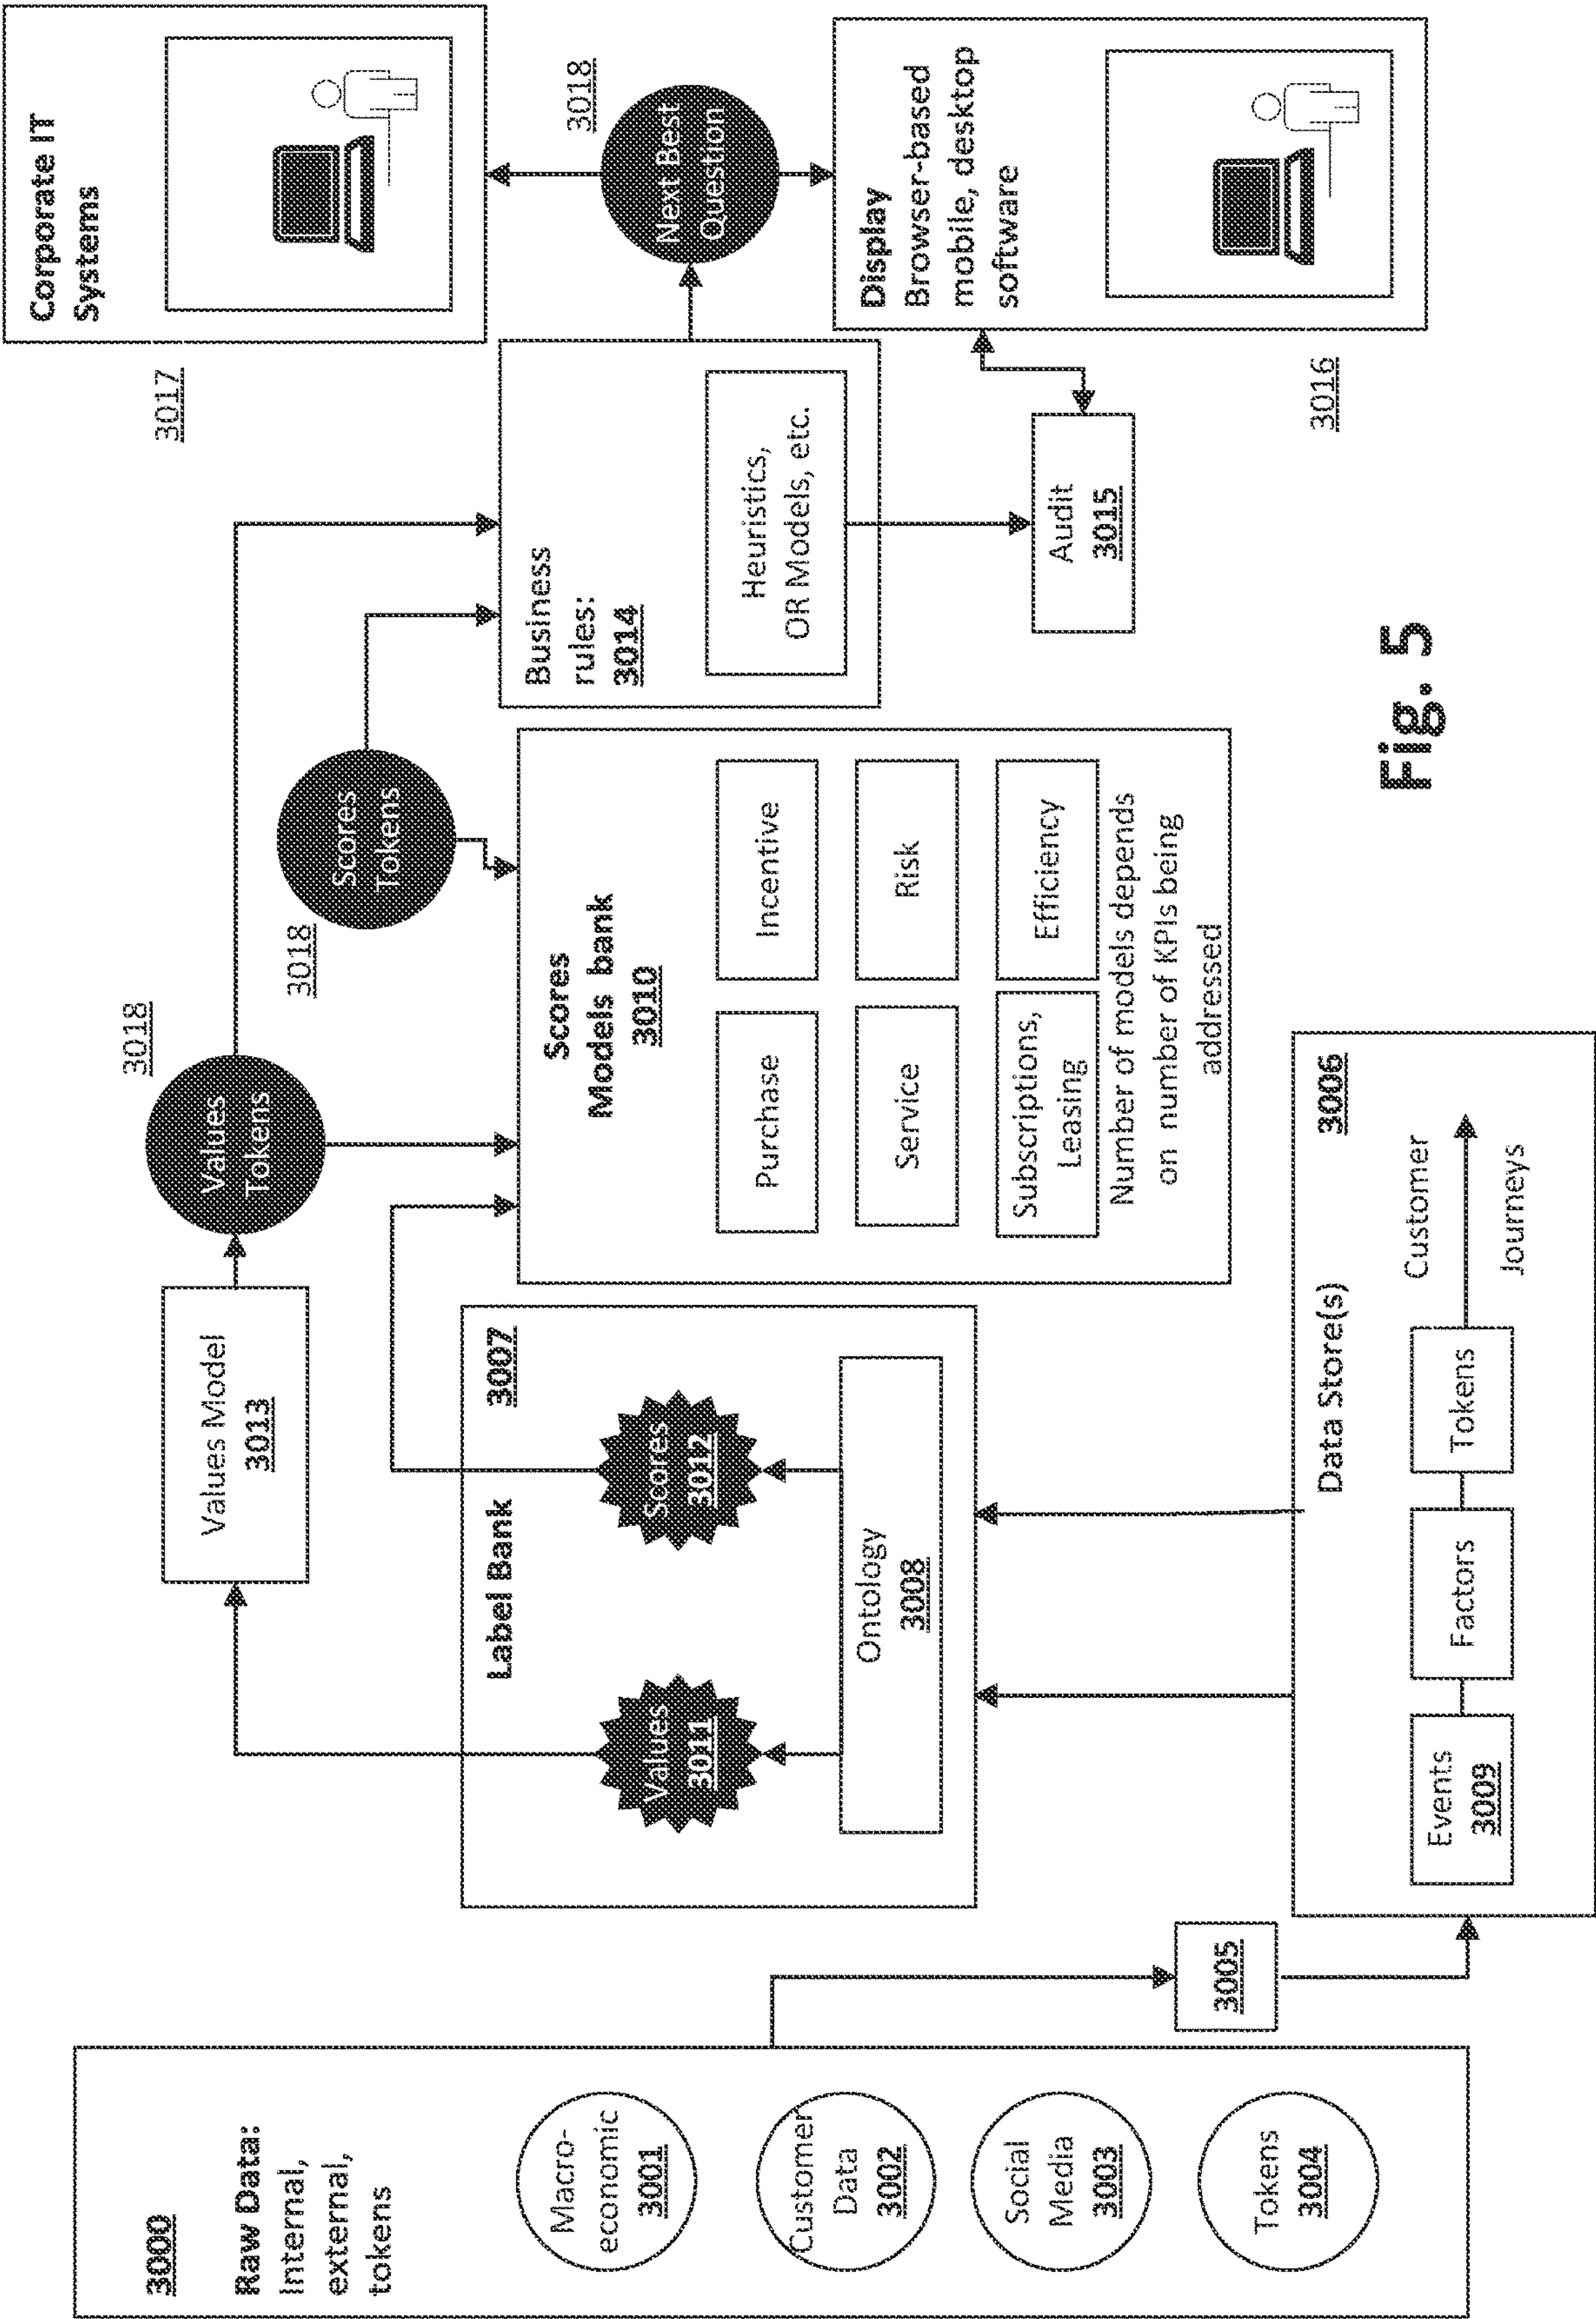 3000
Raw Data:
Internal,
external,
tokens
Macro-
economic
3001
Customer
Data
3002
Social
Media
3003
Tokens
3004
3005
Values Model
3013
Label Bank
3007
Values
3011
Scores
3012
Ontology
3008
Data Store(s)
3006
Events
3009
Factors
Tokens
Customer
Journeys
3018
Values
Tokens
3018
Scores
Tokens
Scores
Models bank
3010
Purchase
Incentive
Service
Risk
Subscriptions,
Leasing
Efficiency
Number of models depends
on number of KPIs being
addressed
Business
rules:
3014
Heuristics,
OR Models, etc.
Audit
3015
3017
Corporate IT
Systems
3018
Next Best
Question
Display
Browser-based
mobile, desktop
software
3016
Fig. 5